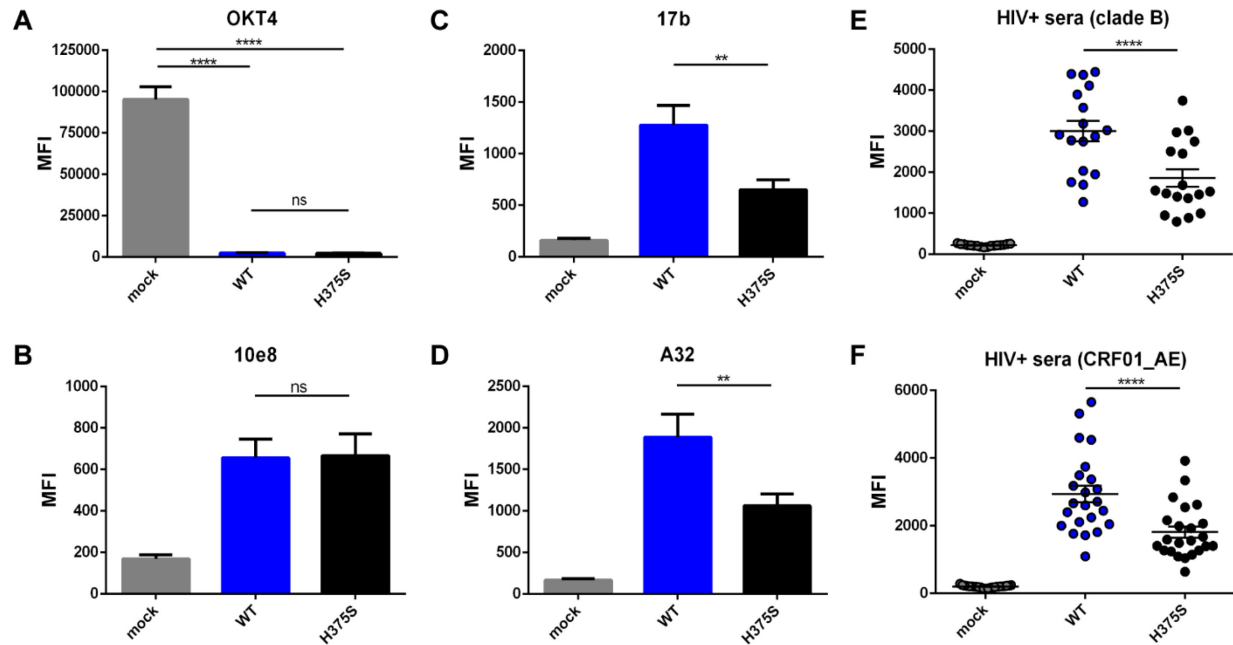 A
OKT4
MFI
125000
100000
75000
50000
25000
0
****
****
ns
mock
WT
H375S
C
17b
MFI
2000
1500
1000
500
0
**
mock
WT
H375S
E
HIV+ sera (clade B)
MFI
5000
4000
3000
2000
1000
0
****
mock
WT
H375S
B
10e8
MFI
1000
800
600
400
200
0
ns
mock
WT
H375S
D
A32
MFI
2500
2000
1500
1000
500
0
**
mock
WT
H375S
F
HIV+ sera (CRF01_AE)
MFI
6000
4000
2000
0
****
mock
WT
H375S